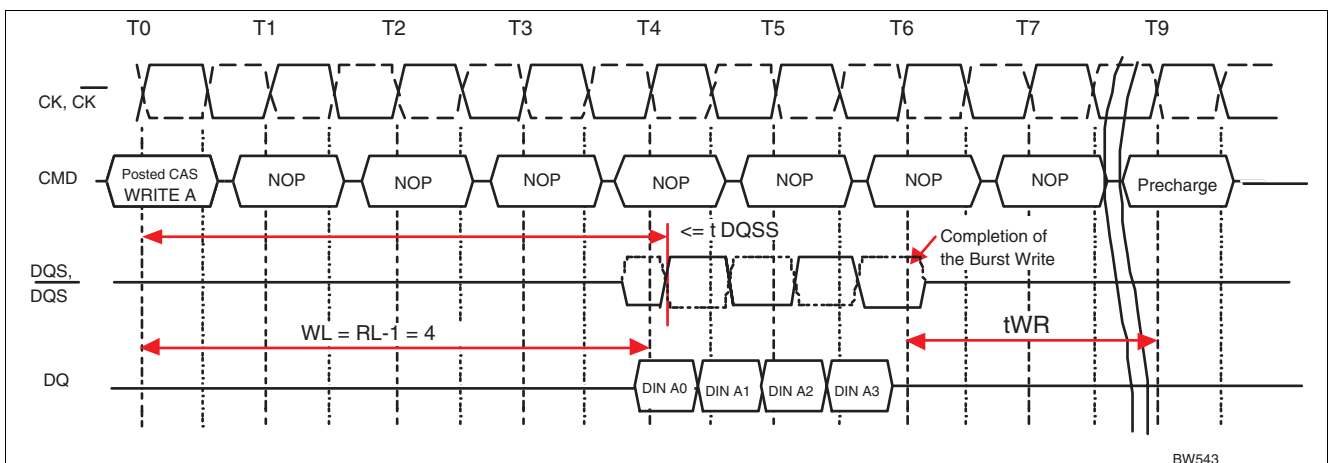 T0 T1 T2 T3 T4 T5 T6 T7 T9
CK, CK
CMD
Posted CAS
WRITE A
NOP NOP NOP NOP NOP NOP NOP Precharge
<= t DQSS
Completion of
the Burst Write
DQS,
DQS
WL = RL-1 = 4
tWR
DQ
DIN A0 DIN A1 DIN A2 DIN A3
BW543